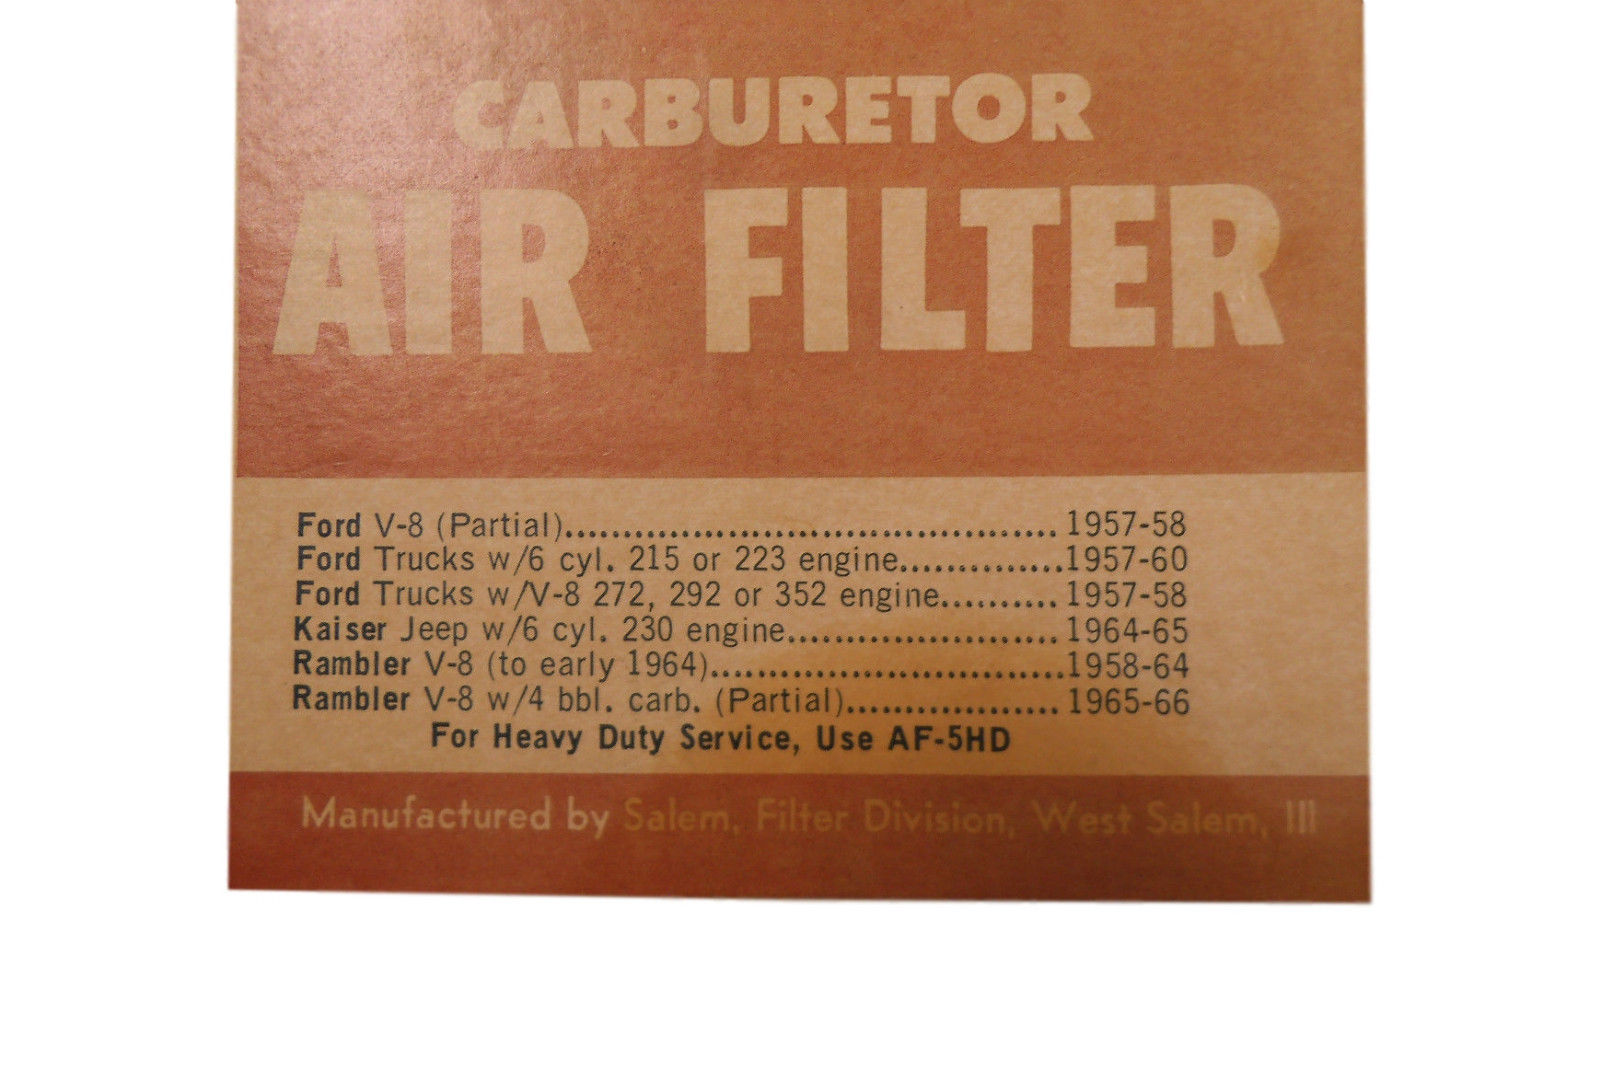 CARBURETOR
AIR FILTER
Ford V-8 (Partial)..........................................1957-58
Ford Trucks w/6 cyl. 215 or 223 engine..............1957-60
Ford Trucks w/V-8 272, 292 or 352 engine..........1957-58
Kaiser Jeep w/6 cyl. 230 engine.......................1964-65
Rambler V-8 (to early 1964)..............................1958-64
Rambler V-8 w/4 bbl. carb. (Partial)..................1965-66
For Heavy Duty Service, Use AF-5HD
Manufactured by Salem, Filter Division, West Salem, Ill